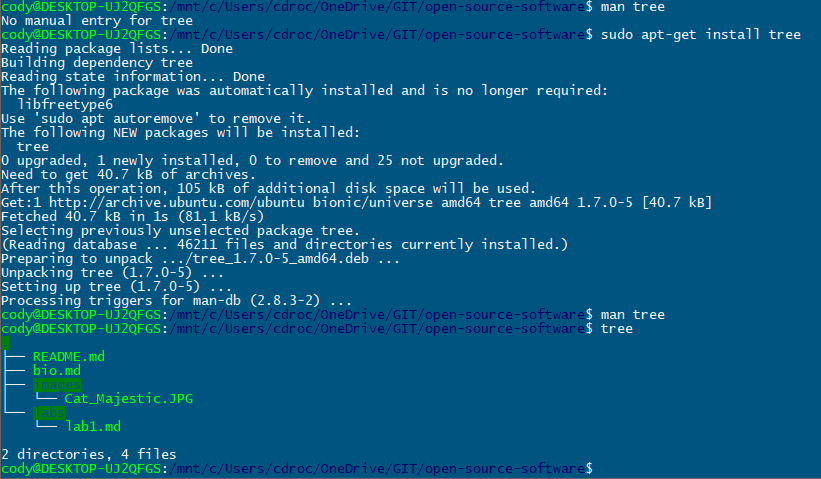 cody@DESKTOP-UJ2QFGS:/mnt/c/Users/cdroc/OneDrive/GIT/open-source-software$ man tree
No manual entry for tree
cody@DESKTOP-UJ2QFGS:/mnt/c/Users/cdroc/OneDrive/GIT/open-source-software$ sudo apt-get install tree
Reading package lists... Done
Building dependency tree
Reading state information... Done
The following package was automatically installed and is no longer required:
  libfreetype6
Use 'sudo apt autoremove' to remove it.
The following NEW packages will be installed:
  tree
0 upgraded, 1 newly installed, 0 to remove and 25 not upgraded.
Need to get 40.7 kB of archives.
After this operation, 105 kB of additional disk space will be used.
Get:1 http://archive.ubuntu.com/ubuntu bionic/universe amd64 tree amd64 1.7.0-5 [40.7 kB]
Fetched 40.7 kB in 1s (81.1 kB/s)
Selecting previously unselected package tree.
(Reading database ... 46211 files and directories currently installed.)
Preparing to unpack .../tree_1.7.0-5_amd64.deb ...
Unpacking tree (1.7.0-5) ...
Setting up tree (1.7.0-5) ...
Processing triggers for man-db (2.8.3-2) ...
cody@DESKTOP-UJ2QFGS:/mnt/c/Users/cdroc/OneDrive/GIT/open-source-software$ man tree
cody@DESKTOP-UJ2QFGS:/mnt/c/Users/cdroc/OneDrive/GIT/open-source-software$ tree
.
├── README.md
├── bio.md
├── images
│   └── Cat_Majestic.JPG
└── labs
    └── lab1.md

2 directories, 4 files
cody@DESKTOP-UJ2QFGS:/mnt/c/Users/cdroc/OneDrive/GIT/open-source-software$